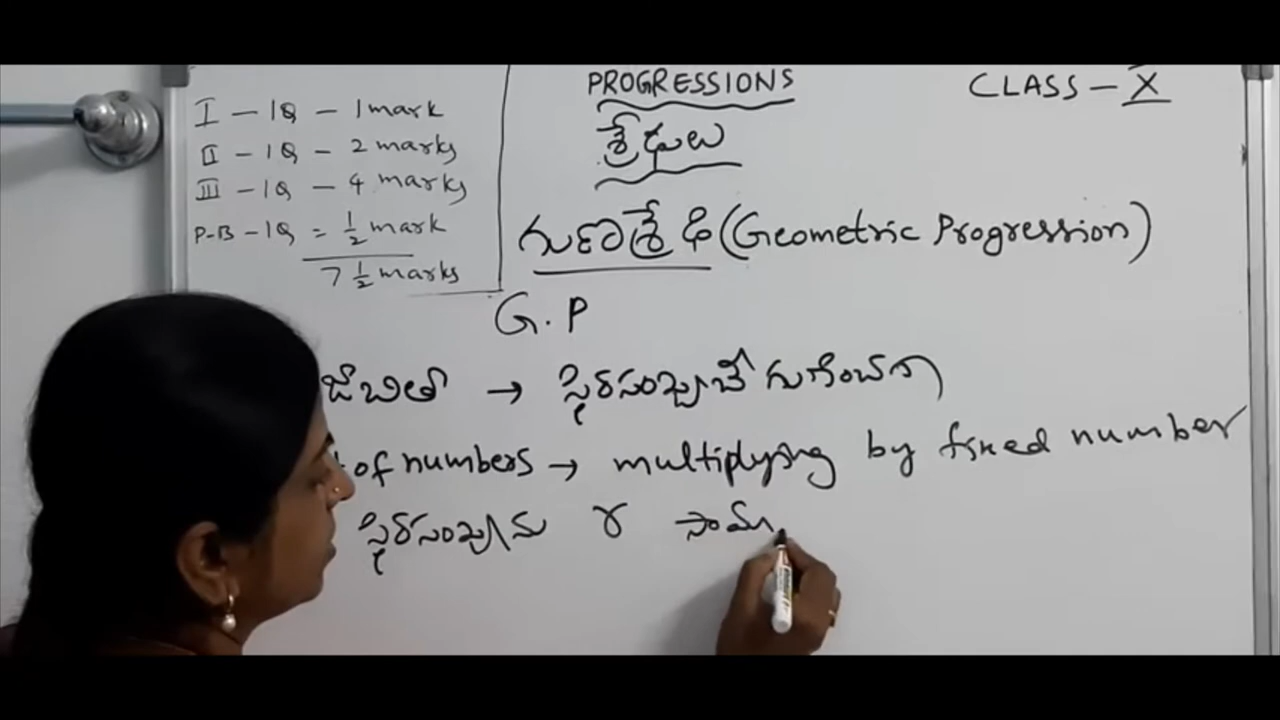 I - 1Q - 1 mark
II - 1Q - 2 marks
III - 1Q - 4 marks
P-B - 1Q = 1/2 mark
7 1/2 marks
PROGRESSIONS
శ్రేఢులు
CLASS - X
గుణశ్రేఢి (Geometric Progression)
G.P
జాబితా → స్థిరసంఖ్యచే గుణించగా
of numbers → multiplying by fixed number
స్థిరసంఖ్యను r సామా